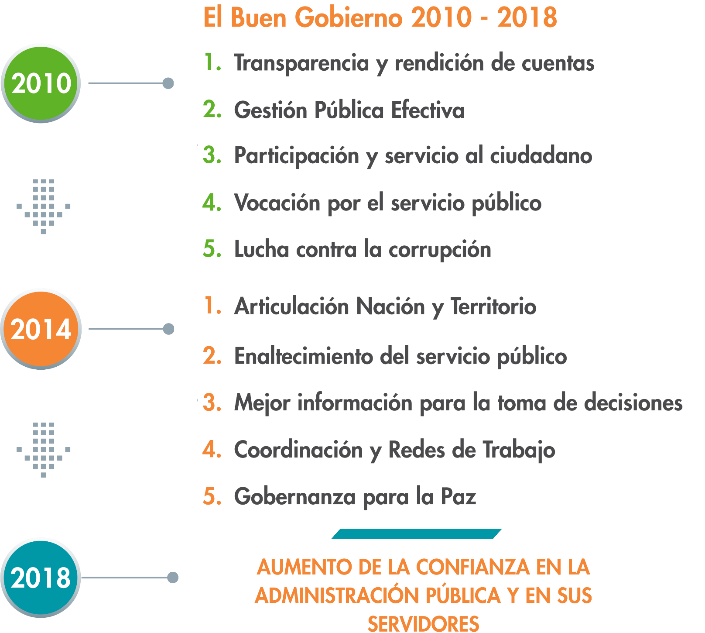 El Buen Gobierno 2010 - 2018
2010
1. Transparencia y rendición de cuentas
2. Gestión Pública Efectiva
3. Participación y servicio al ciudadano
4. Vocación por el servicio público
5. Lucha contra la corrupción
2014
1. Articulación Nación y Territorio
2. Enaltecimiento del servicio público
3. Mejor información para la toma de decisiones
4. Coordinación y Redes de Trabajo
5. Gobernanza para la Paz
2018
AUMENTO DE LA CONFIANZA EN LA
ADMINISTRACIÓN PÚBLICA Y EN SUS
SERVIDORES